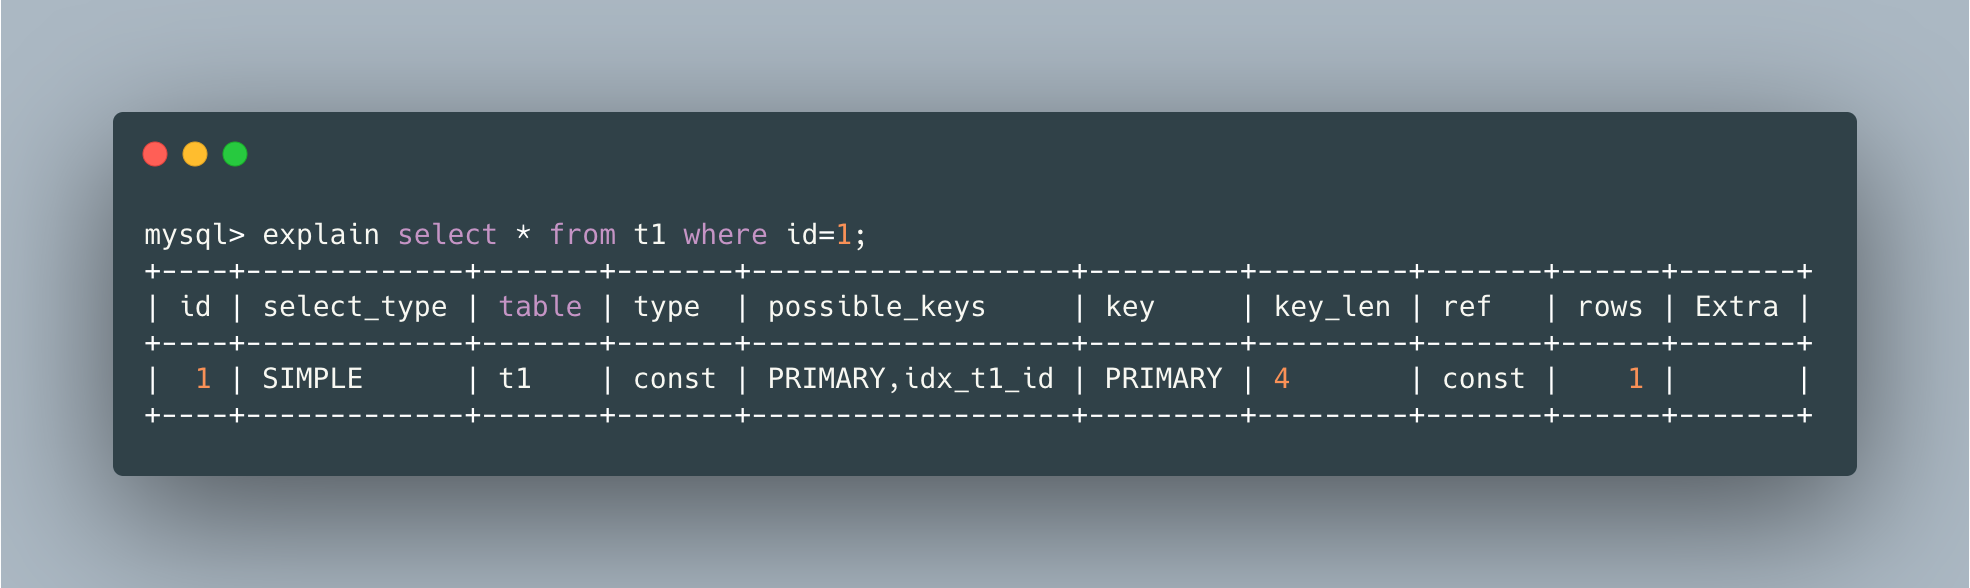 mysql> explain select * from t1 where id=1;
+----+-------------+-------+-------+-------------------+---------+---------+-------+------+-------+
| id | select_type | table | type  | possible_keys     | key     | key_len | ref   | rows | Extra |
+----+-------------+-------+-------+-------------------+---------+---------+-------+------+-------+
|  1 | SIMPLE      | t1    | const | PRIMARY,idx_t1_id | PRIMARY | 4       | const |    1 |       |
+----+-------------+-------+-------+-------------------+---------+---------+-------+------+-------+